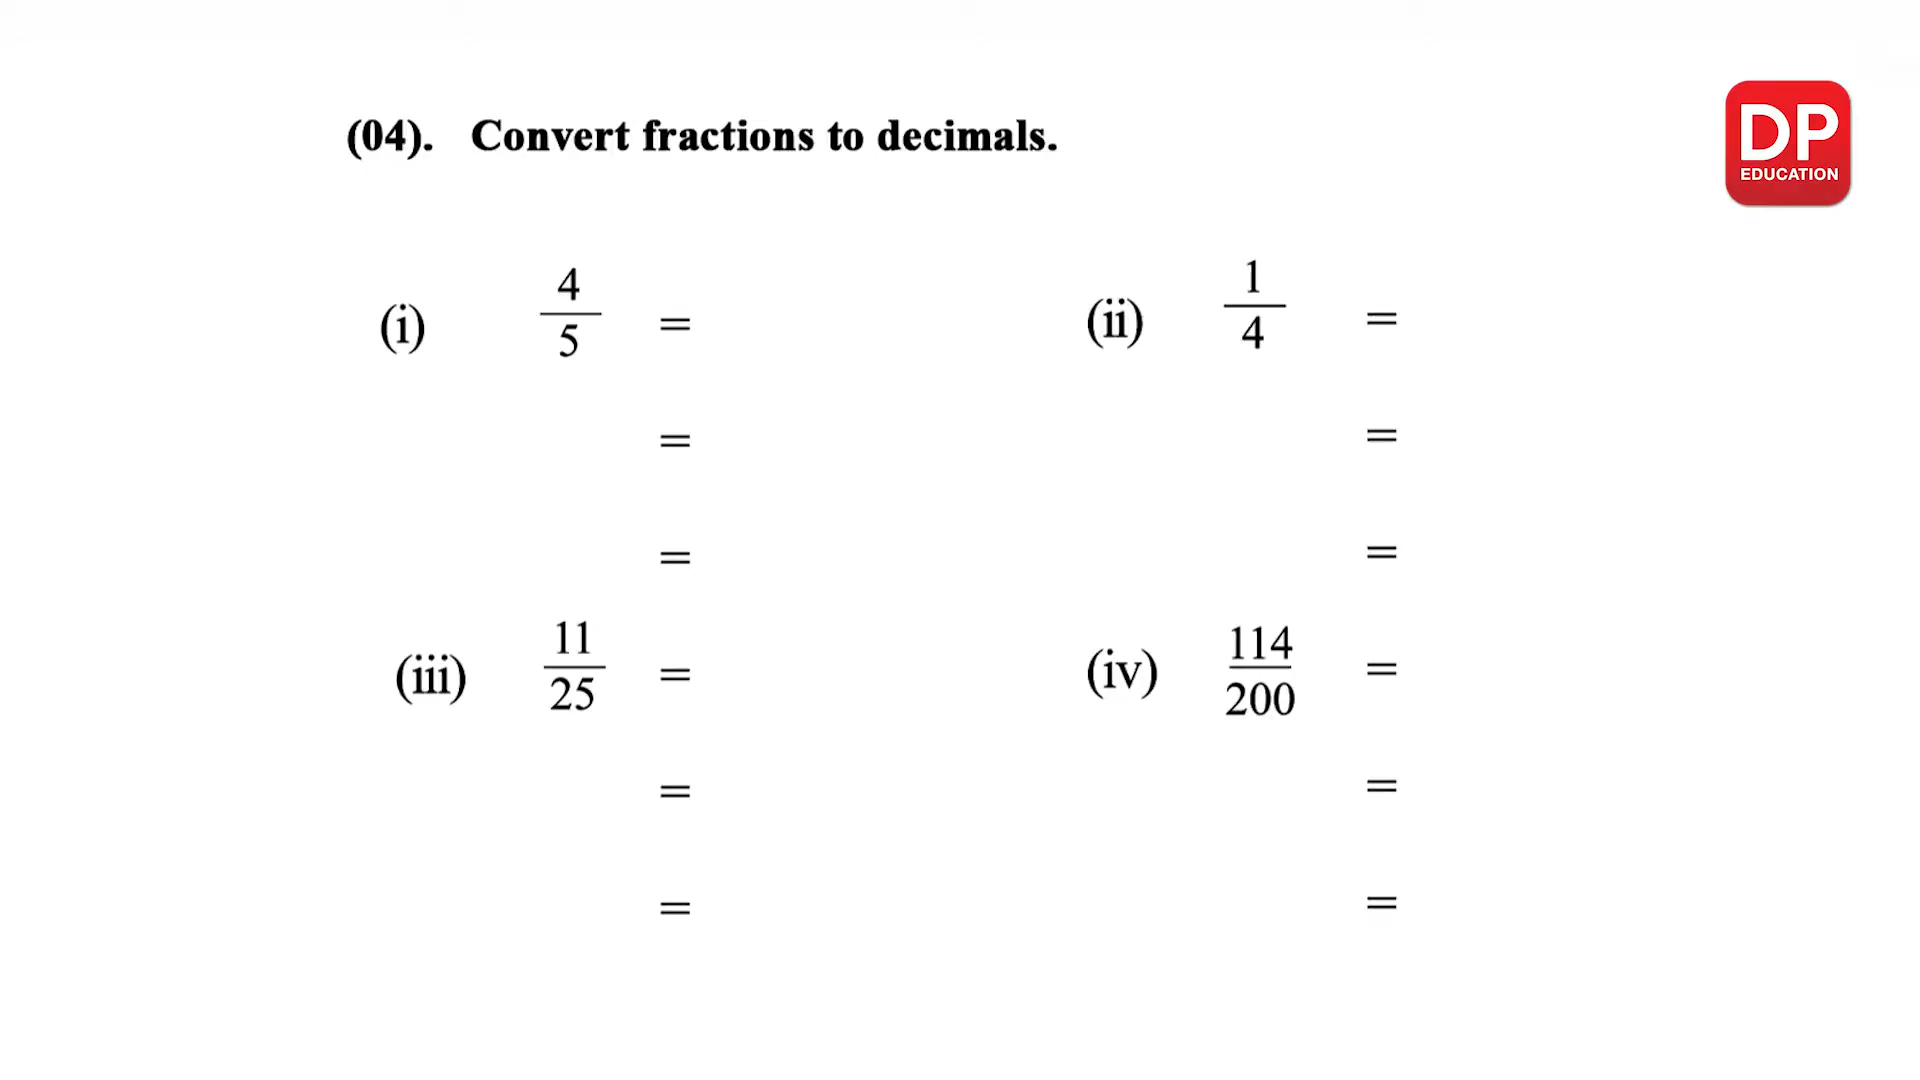 (04). Convert fractions to decimals.
DP
EDUCATION
(i) 4/5 =
=
=
(ii) 1/4 =
=
=
(iii) 11/25 =
=
=
(iv) 114/200 =
=
=